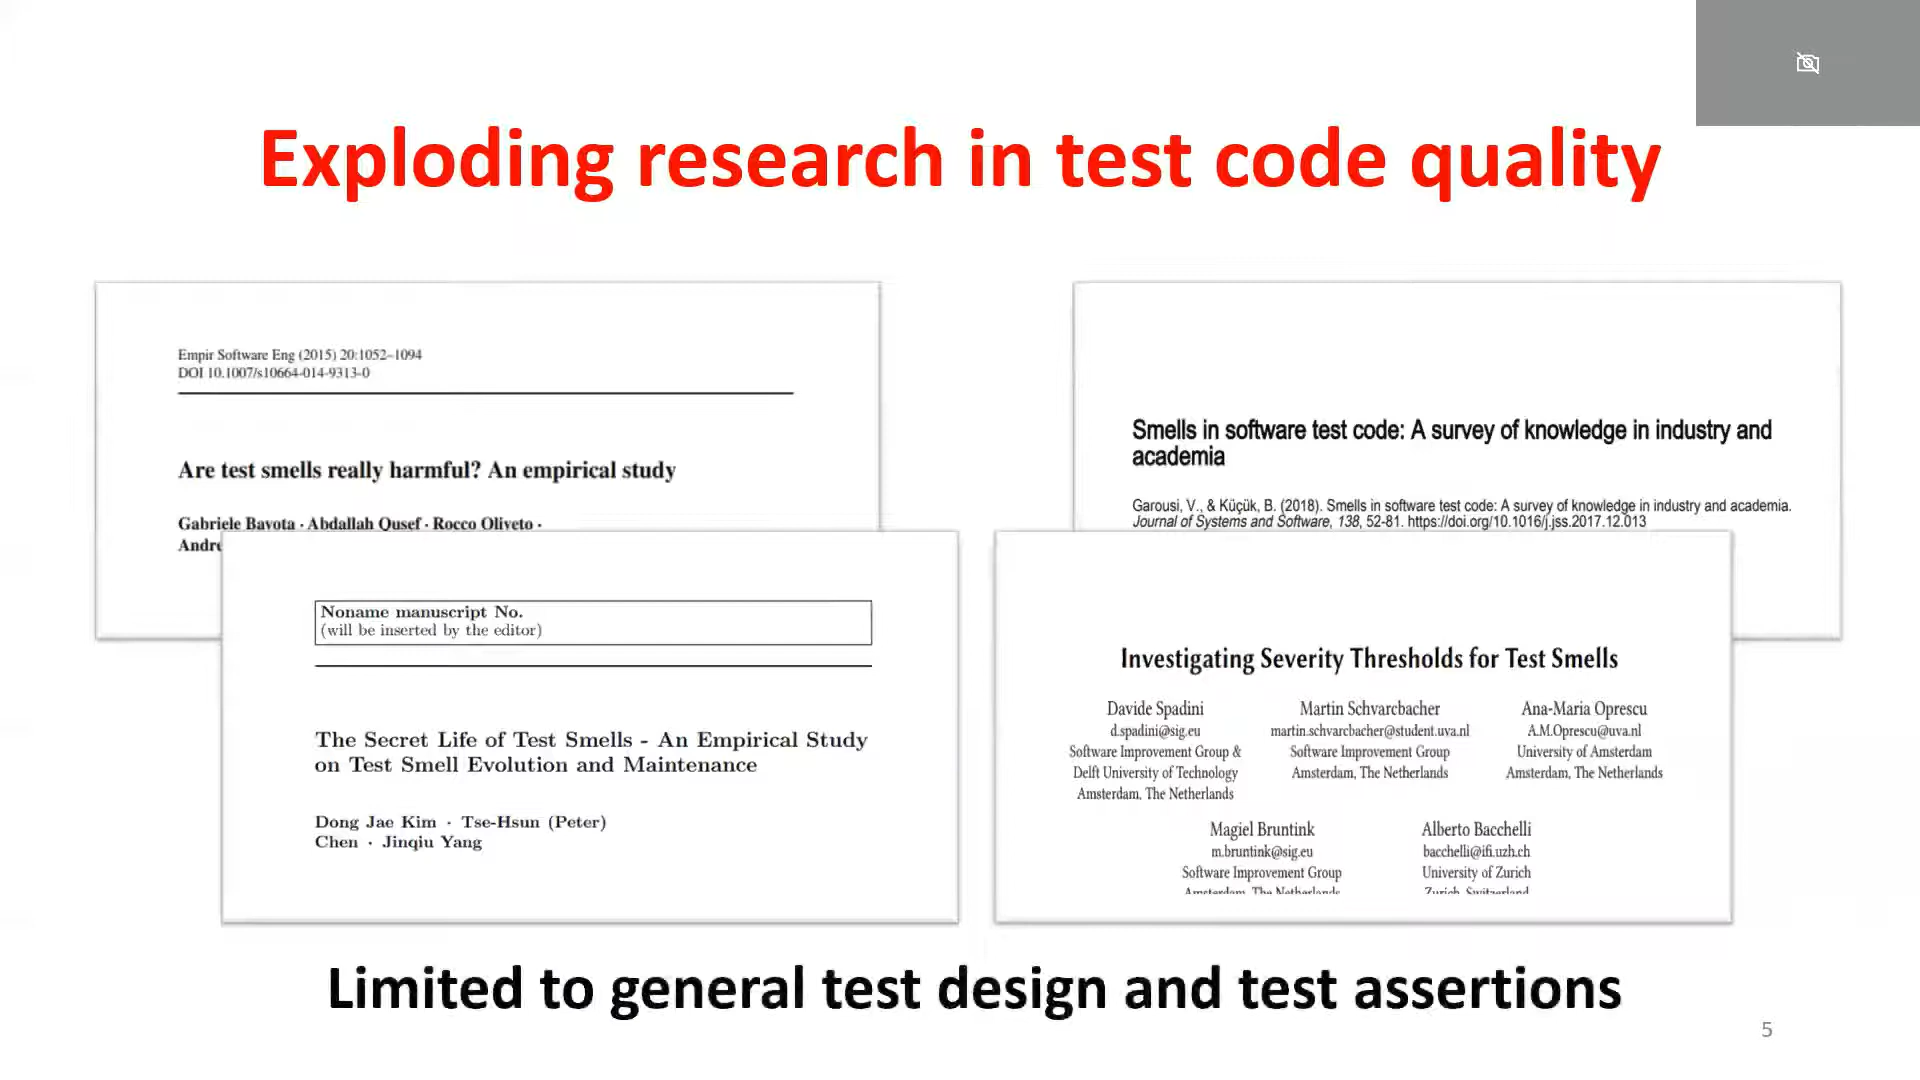 Exploding research in test code quality
Empir Software Eng (2015) 20:1052–1094
DOI 10.1007/s10664-014-9313-0
Are test smells really harmful? An empirical study
Gabriele Bavota · Abdallah Qusef · Rocco Oliveto ·
Andre
Smells in software test code: A survey of knowledge in industry and
academia
Garousi, V., & Küçük, B. (2018). Smells in software test code: A survey of knowledge in industry and academia.
Journal of Systems and Software, 138, 52-81. https://doi.org/10.1016/j.jss.2017.12.013
Noname manuscript No.
(will be inserted by the editor)
The Secret Life of Test Smells - An Empirical Study
on Test Smell Evolution and Maintenance
Dong Jae Kim · Tse-Hsun (Peter)
Chen · Jinqiu Yang
Investigating Severity Thresholds for Test Smells
Davide Spadini
d.spadini@sig.eu
Software Improvement Group &
Delft University of Technology
Amsterdam, The Netherlands
Martin Schvarcbacher
martin.schvarcbacher@student.uva.nl
Software Improvement Group
Amsterdam, The Netherlands
Ana-Maria Oprescu
A.M.Oprescu@uva.nl
University of Amsterdam
Amsterdam, The Netherlands
Magiel Bruntink
m.bruntink@sig.eu
Software Improvement Group
Amsterdam, The Netherlands
Alberto Bacchelli
bacchelli@ifi.uzh.ch
University of Zurich
Zurich, Switzerland
Limited to general test design and test assertions
5